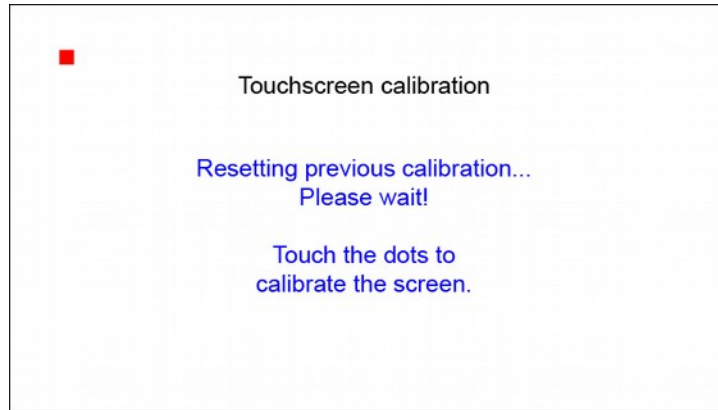 Touchscreen calibration
Resetting previous calibration...
Please wait!
Touch the dots to
calibrate the screen.